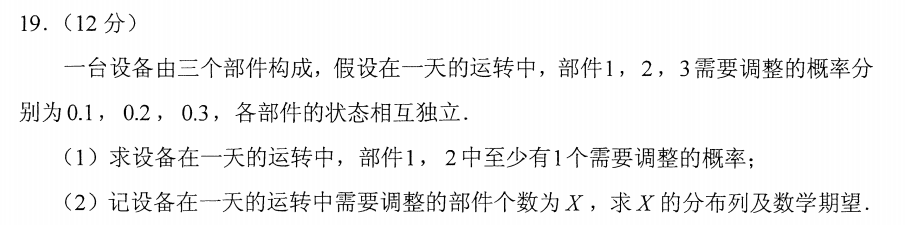 19.（12 分）
一台设备由三个部件构成，假设在一天的运转中，部件1，2，3需要调整的概率分
别为0.1，0.2，0.3，各部件的状态相互独立．
（1）求设备在一天的运转中，部件1，2中至少有1个需要调整的概率；
（2）记设备在一天的运转中需要调整的部件个数为X，求X的分布列及数学期望．